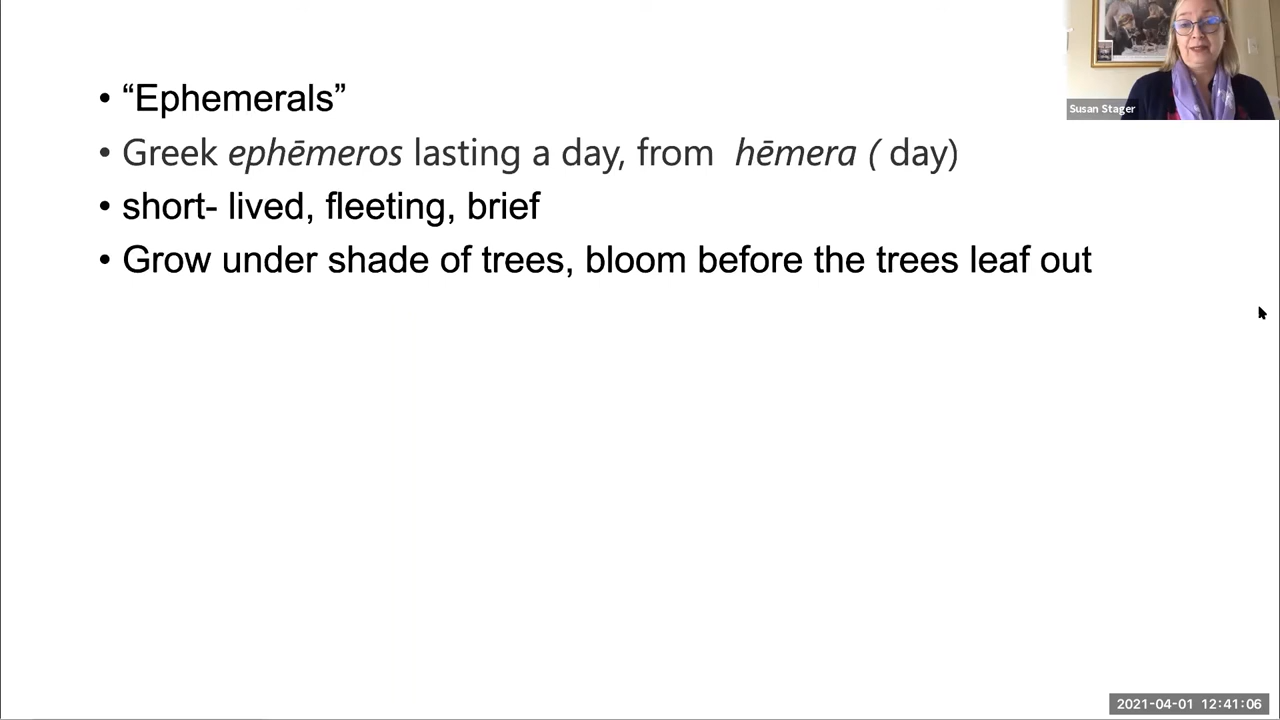 • “Ephemerals”
• Greek ephēmeros lasting a day, from hēmera ( day)
• short- lived, fleeting, brief
• Grow under shade of trees, bloom before the trees leaf out
Susan Stager
2021-04-01 12:41:06